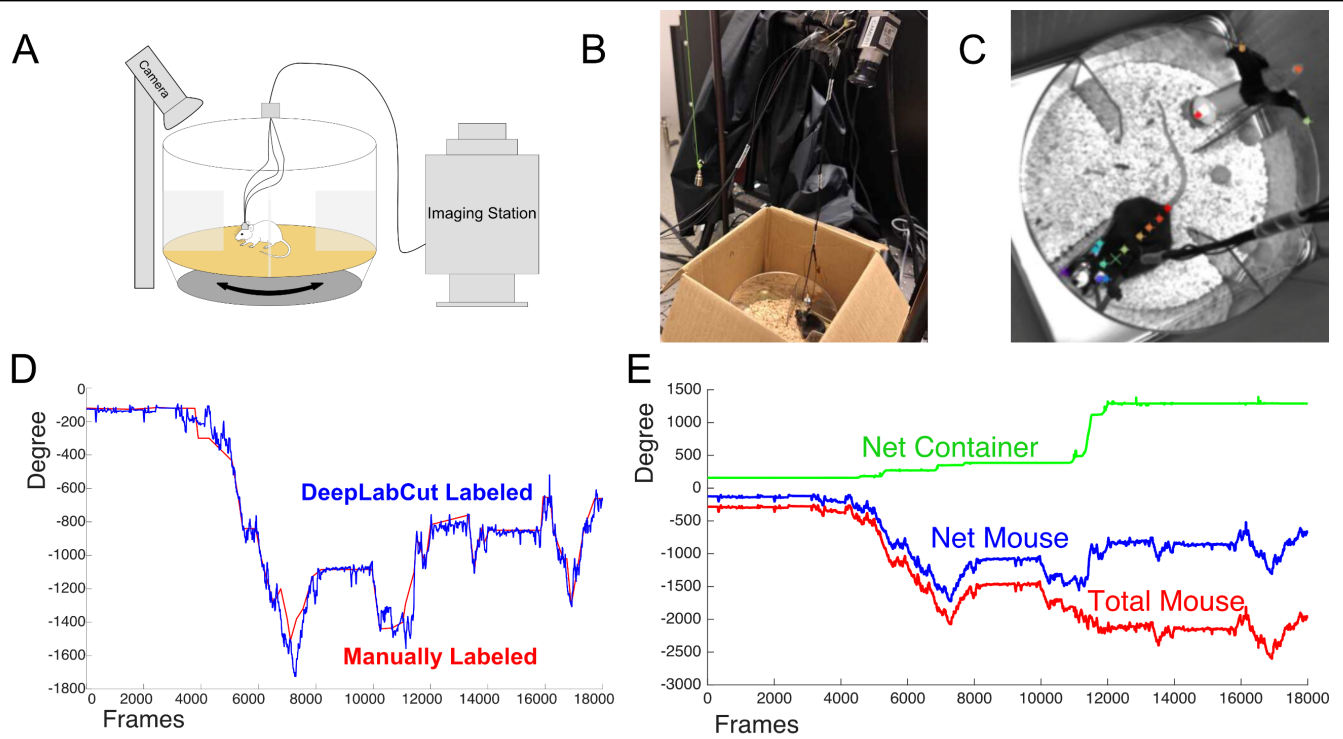 A
B
C
Camera
Imaging Station
D
0
-200
-400
-600
-800
-1000
-1200
-1400
-1600
-1800
Degree
DeepLabCut Labeled
Manually Labeled
0 2000 4000 6000 8000 10000 12000 14000 16000 18000
Frames
E
1500
1000
500
0
-500
-1000
-1500
-2000
-2500
-3000
Degree
Net Container
Net Mouse
Total Mouse
0 2000 4000 6000 8000 10000 12000 14000 16000 18000
Frames